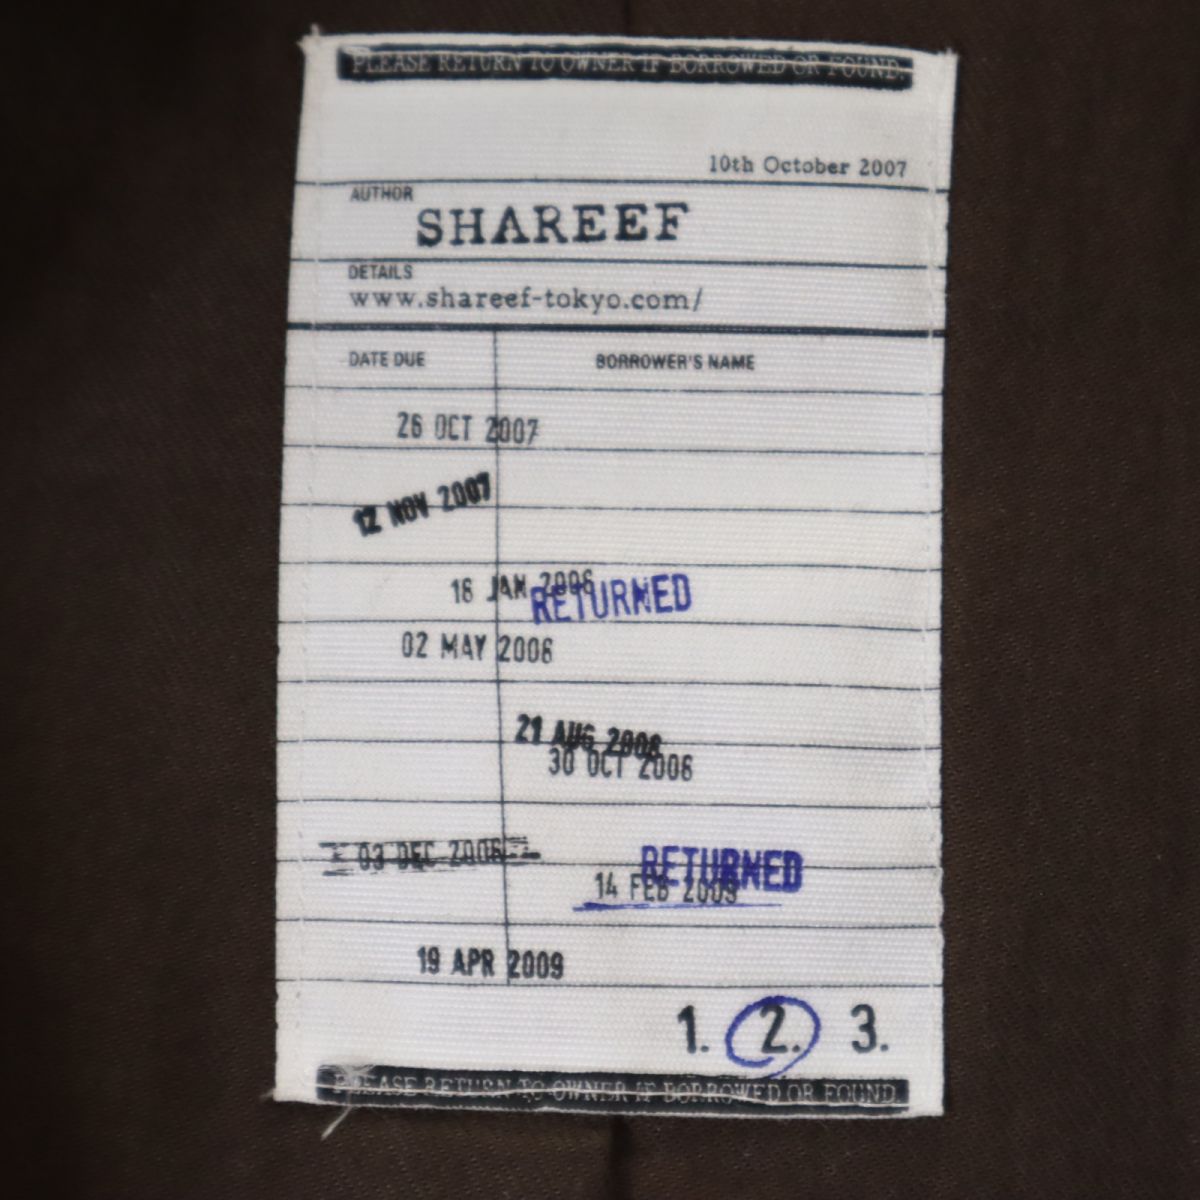 PLEASE RETURN TO OWNER IF BORROWED OR FOUND.
10th October 2007
AUTHOR
SHAREEF
DETAILS
www.shareef-tokyo.com/
DATE DUE BORROWER'S NAME
26 OCT 2007
12 NOV 2007
16 JAN 2006
RETURNED
02 MAY 2006
21 AUG 2006
30 OCT 2006
03 DEC 2006
RETURNED
14 FEB 2009
19 APR 2009
1. 2. 3.
PLEASE RETURN TO OWNER IF BORROWED OR FOUND.